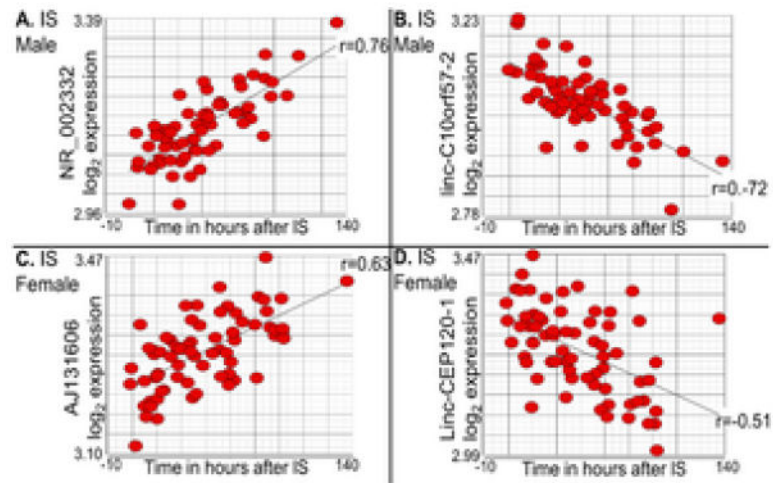 A. IS
Male
3.39
r=0.76
NR_002332
log2 expression
2.96
-10
Time in hours after IS
140
B. IS
Male
3.23
linc-C10orf57-2
log2 expression
r=0.-72
2.78
-10
Time in hours after IS
140
C. IS
Female
3.47
r=0.63
AJ131606
log2 expression
3.10
-10
Time in hours after IS
140
D. IS
Female
3.47
Linc-CEP120-1
log2 expression
r=-0.51
2.99
-10
Time in hours after IS
140